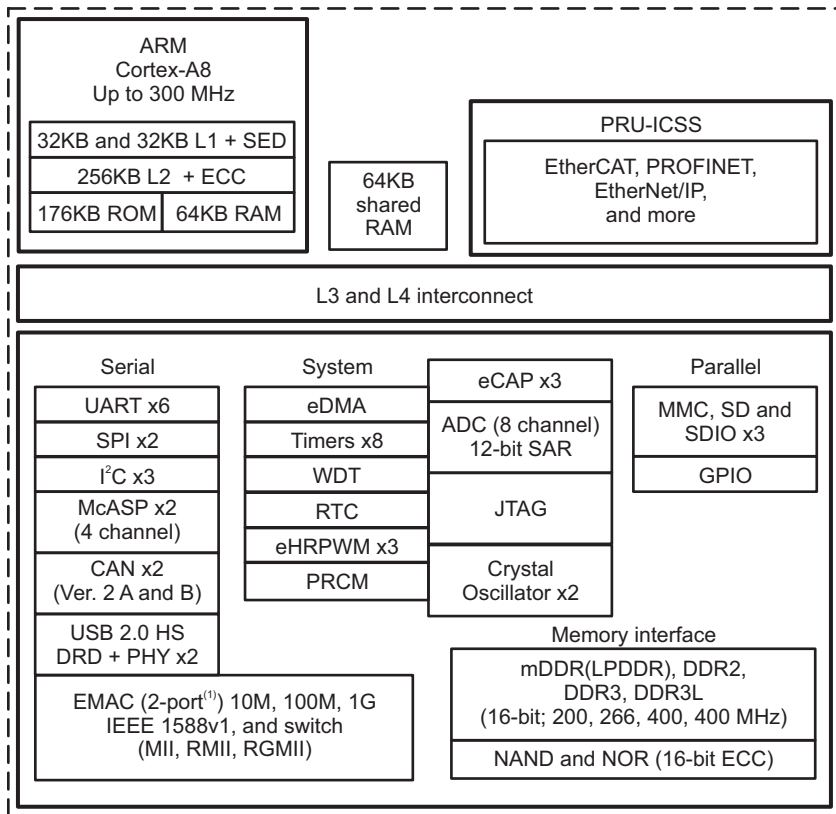 ARM
Cortex-A8
Up to 300 MHz
32KB and 32KB L1 + SED
256KB L2 + ECC
176KB ROM
64KB RAM
64KB
shared
RAM
PRU-ICSS
EtherCAT, PROFINET,
EtherNet/IP,
and more
L3 and L4 interconnect
Serial
UART x6
SPI x2
I²C x3
McASP x2
(4 channel)
CAN x2
(Ver. 2 A and B)
USB 2.0 HS
DRD + PHY x2
EMAC (2-port⁽¹⁾) 10M, 100M, 1G
IEEE 1588v1, and switch
(MII, RMII, RGMII)
System
eDMA
Timers x8
WDT
RTC
eHRPWM x3
PRCM
eCAP x3
ADC (8 channel)
12-bit SAR
JTAG
Crystal
Oscillator x2
Parallel
MMC, SD and
SDIO x3
GPIO
Memory interface
mDDR(LPDDR), DDR2,
DDR3, DDR3L
(16-bit; 200, 266, 400, 400 MHz)
NAND and NOR (16-bit ECC)